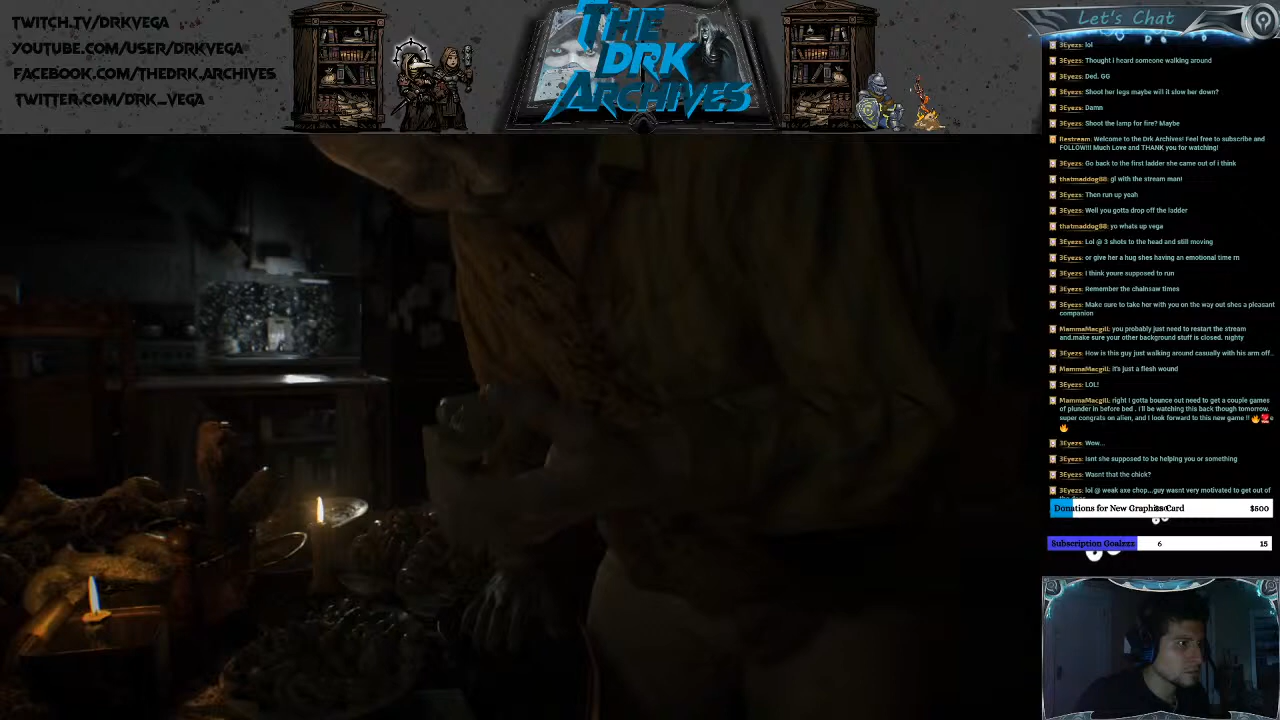 TWITCH.TV/DRKVEGA
YOUTUBE.COM/USER/DRKVEGA
FACEBOOK.COM/THEDRK.ARCHIVES
TWITTER.COM/DRK_VEGA
THE
DRK
ARCHIVES
Let's Chat
3Eyezs: lol
3Eyezs: Thought i heard someone walking around
3Eyezs: Ded. GG
3Eyezs: Shoot her legs maybe will it slow her down?
3Eyezs: Damn
3Eyezs: Shoot the lamp for fire? Maybe
Restream: Welcome to the Drk Archives! Feel free to subscribe and
FOLLOW!!! Much Love and THANK you for watching!
3Eyezs: Go back to the first ladder she came out of i think
thatmaddog88: gl with the stream man!
3Eyezs: Then run up yeah
3Eyezs: Well you gotta drop off the ladder
thatmaddog88: yo whats up vega
3Eyezs: Lol @ 3 shots to the head and still moving
3Eyezs: or give her a hug shes having an emotional time rn
3Eyezs: I think youre supposed to run
3Eyezs: Remember the chainsaw times
3Eyezs: Make sure to take her with you on the way out shes a pleasant
companion
MammaMacgill: you probably just need to restart the stream
and.make sure your other background stuff is closed. nighty
3Eyezs: How is this guy just walking around casually with his arm off..
MammaMacgill: it's just a flesh wound
3Eyezs: LOL!
MammaMacgill: right I gotta bounce out need to get a couple games
of plunder in before bed . I'll be watching this back though tomorrow.
super congrats on alien, and I look forward to this new game !! 🔥
🔥
3Eyezs: Wow...
3Eyezs: Isnt she supposed to be helping you or something
3Eyezs: Wasnt that the chick?
3Eyezs: lol @ weak axe chop...guy wasnt very motivated to get out of
Donations for New Graphics Card $500
Subscription Goalzzz 6 15